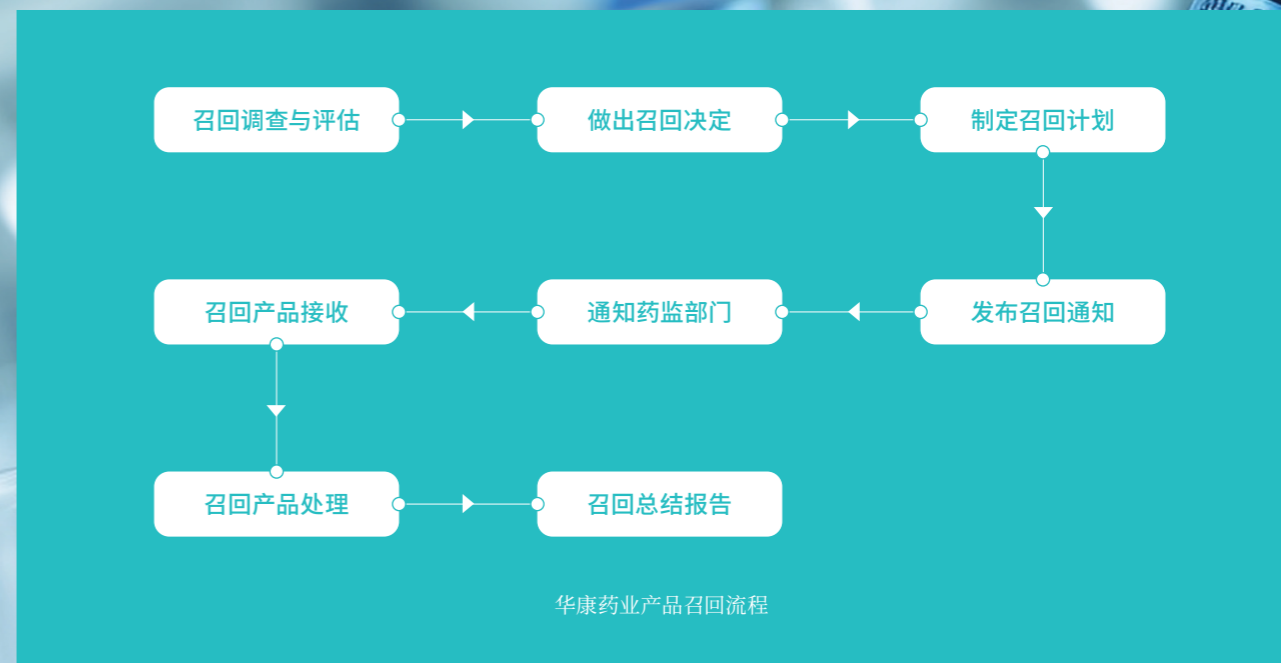 召回调查与评估
做出召回决定
制定召回计划
发布召回通知
通知药监部门
召回产品接收
召回产品处理
召回总结报告
华康药业产品召回流程